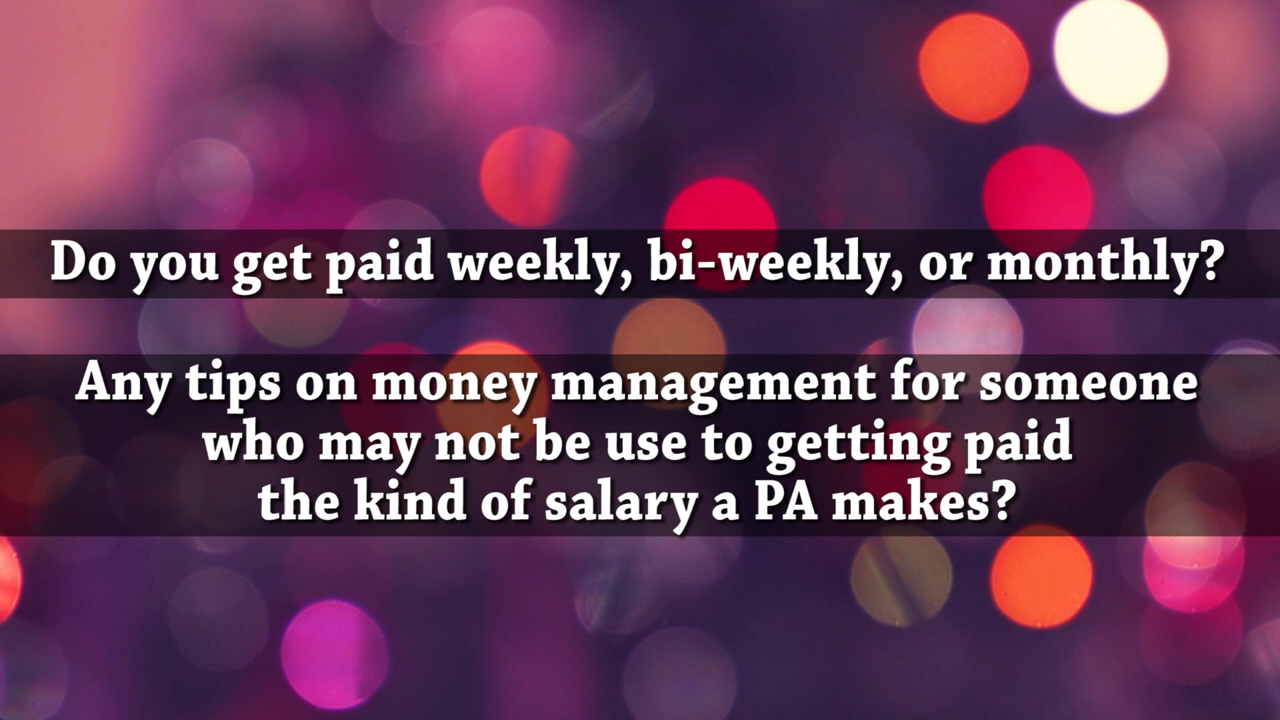 Do you get paid weekly, bi-weekly, or monthly?
Any tips on money management for someone
who may not be use to getting paid
the kind of salary a PA makes?